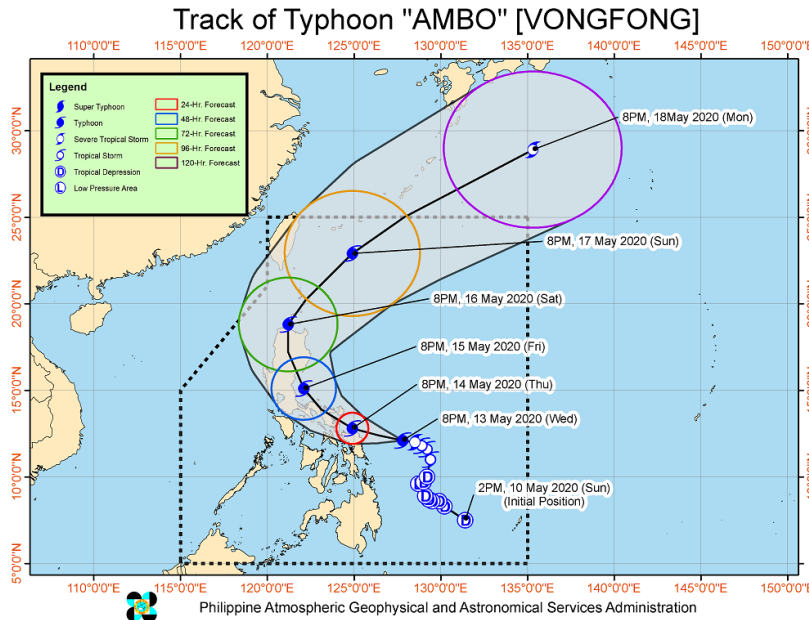 Track of Typhoon "AMBO" [VONGFONG]
110°0'0"E 115°0'0"E 120°0'0"E 125°0'0"E 130°0'0"E 135°0'0"E 140°0'0"E 145°0'0"E 150°0'0"E
Legend
Super Typhoon
Typhoon
Severe Tropical Storm
Tropical Storm
D Tropical Depression
L Low Pressure Area
24-Hr. Forecast
48-Hr. Forecast
72-Hr. Forecast
96-Hr. Forecast
120-Hr. Forecast
8PM, 18May 2020 (Mon)
30°0'0"N
25°0'0"N
8PM, 17 May 2020 (Sun)
8PM, 16 May 2020 (Sat)
20°0'0"N
8PM, 15 May 2020 (Fri)
8PM, 14 May 2020 (Thu)
15°0'0"N
8PM, 13 May 2020 (Wed)
10°0'0"N
2PM, 10 May 2020 (Sun)
(Initial Position)
5°0'0"N
110°0'0"E 115°0'0"E 120°0'0"E 125°0'0"E 130°0'0"E 135°0'0"E 140°0'0"E 145°0'0"E 150°0'0"E
Philippine Atmospheric Geophysical and Astronomical Services Administration